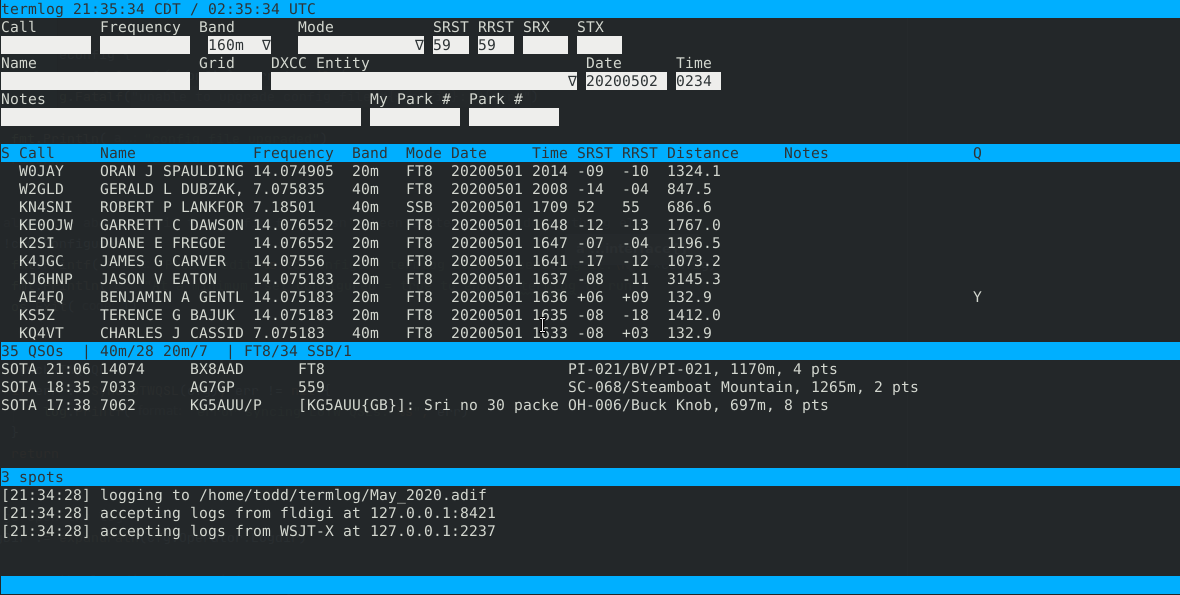 termlog 21:35:34 CDT / 02:35:34 UTC
Call Frequency Band Mode SRST RRST SRX STX
160m ∇ ∇ 59 59
Name Grid DXCC Entity Date Time
∇ 20200502 0234
Notes My Park # Park #
S Call Name Frequency Band Mode Date Time SRST RRST Distance Notes Q
W0JAY ORAN J SPAULDING 14.074905 20m FT8 20200501 2014 -09 -10 1324.1
W2GLD GERALD L DUBZAK, 7.075835 40m FT8 20200501 2008 -14 -04 847.5
KN4SNI ROBERT P LANKFOR 7.18501 40m SSB 20200501 1709 52 55 686.6
KE0OJW GARRETT C DAWSON 14.076552 20m FT8 20200501 1648 -12 -13 1767.0
K2SI DUANE E FREGOE 14.076552 20m FT8 20200501 1647 -07 -04 1196.5
K4JGC JAMES G CARVER 14.07556 20m FT8 20200501 1641 -17 -12 1073.2
KJ6HNP JASON V EATON 14.075183 20m FT8 20200501 1637 -08 -11 3145.3
AE4FQ BENJAMIN A GENTL 14.075183 20m FT8 20200501 1636 +06 +09 132.9 Y
KS5Z TERENCE G BAJUK 14.075183 20m FT8 20200501 1635 -08 -18 1412.0
KQ4VT CHARLES J CASSID 7.075183 40m FT8 20200501 1633 -08 +03 132.9
35 QSOs | 40m/28 20m/7 | FT8/34 SSB/1
SOTA 21:06 14074 BX8AAD FT8 PI-021/BV/PI-021, 1170m, 4 pts
SOTA 18:35 7033 AG7GP 559 SC-068/Steamboat Mountain, 1265m, 2 pts
SOTA 17:38 7062 KG5AUU/P [KG5AUU{GB}]: Sri no 30 packe OH-006/Buck Knob, 697m, 8 pts
3 spots
[21:34:28] logging to /home/todd/termlog/May_2020.adif
[21:34:28] accepting logs from fldigi at 127.0.0.1:8421
[21:34:28] accepting logs from WSJT-X at 127.0.0.1:2237